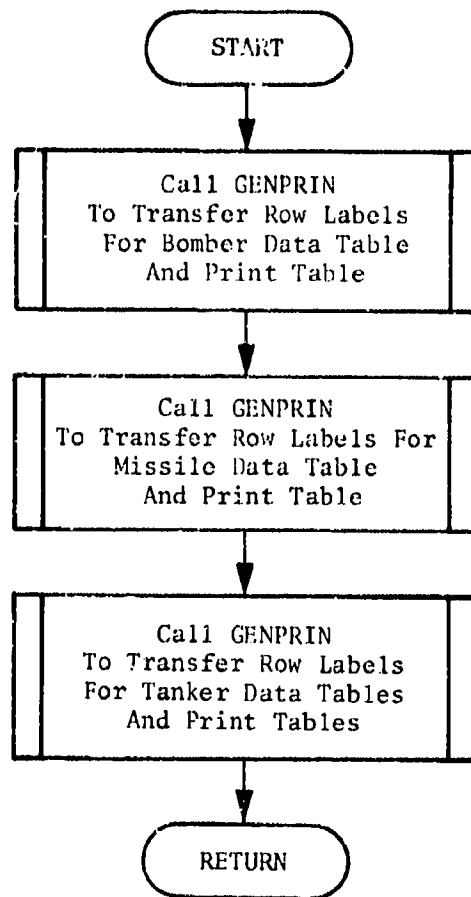 START
Call GENPRIN
To Transfer Row Labels
For Bomber Data Table
And Print Table
Call GENPRIN
To Transfer Row Labels For
Missile Data Table
And Print Table
Call GENPRIN
To Transfer Row Labels
For Tanker Data Tables
And Print Tables
RETURN